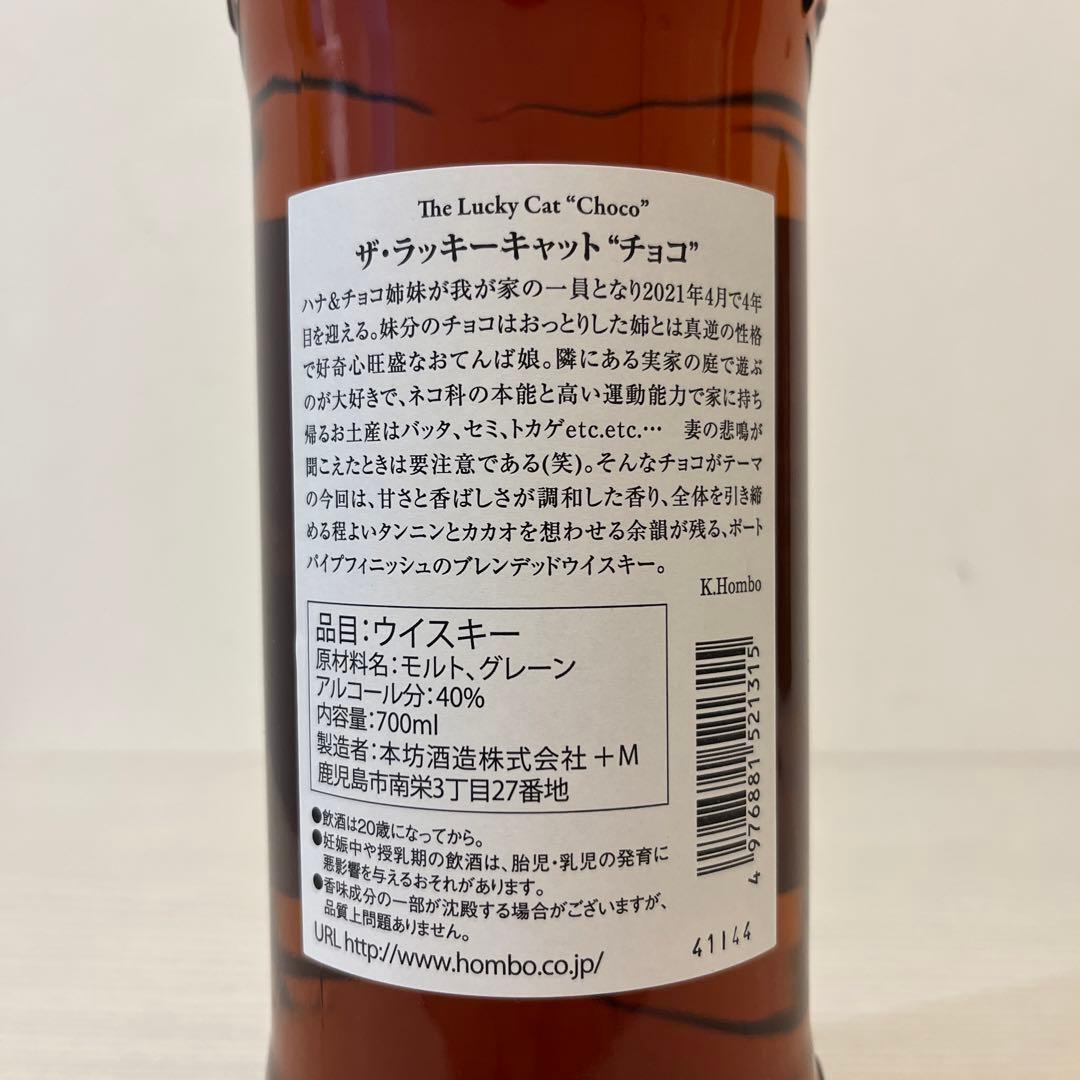 The Lucky Cat “Choco”
ザ・ラッキーキャット“チョコ”
ハナ&チョコ姉妹が我が家の一員となり2021年4月で4年
目を迎える。妹分のチョコはおっとりした姉とは真逆の性格
で好奇心旺盛なおてんば娘。隣にある実家の庭で遊ぶ
のが大好きで、ネコ科の本能と高い運動能力で家に持ち
帰るお土産はバッタ、セミ、トカゲetc.etc.… 妻の悲鳴が
聞こえたときは要注意である(笑)。そんなチョコがテーマ
の今回は、甘さと香ばしさが調和した香り、全体を引き締
める程よいタンニンとカカオを想わせる余韻が残る、ポート
パイプフィニッシュのブレンデッドウイスキー。
K.Hombo
品目:ウイスキー
原材料名:モルト、グレーン
アルコール分:40%
内容量:700ml
製造者:本坊酒造株式会社 +M
鹿児島市南栄3丁目27番地
●飲酒は20歳になってから。
●妊娠中や授乳期の飲酒は、胎児・乳児の発育に
悪影響を与えるおそれがあります。
●香味成分の一部が沈殿する場合がございますが、
品質上問題ありません。
URL http://www.hombo.co.jp/
4 976881 521315
41144